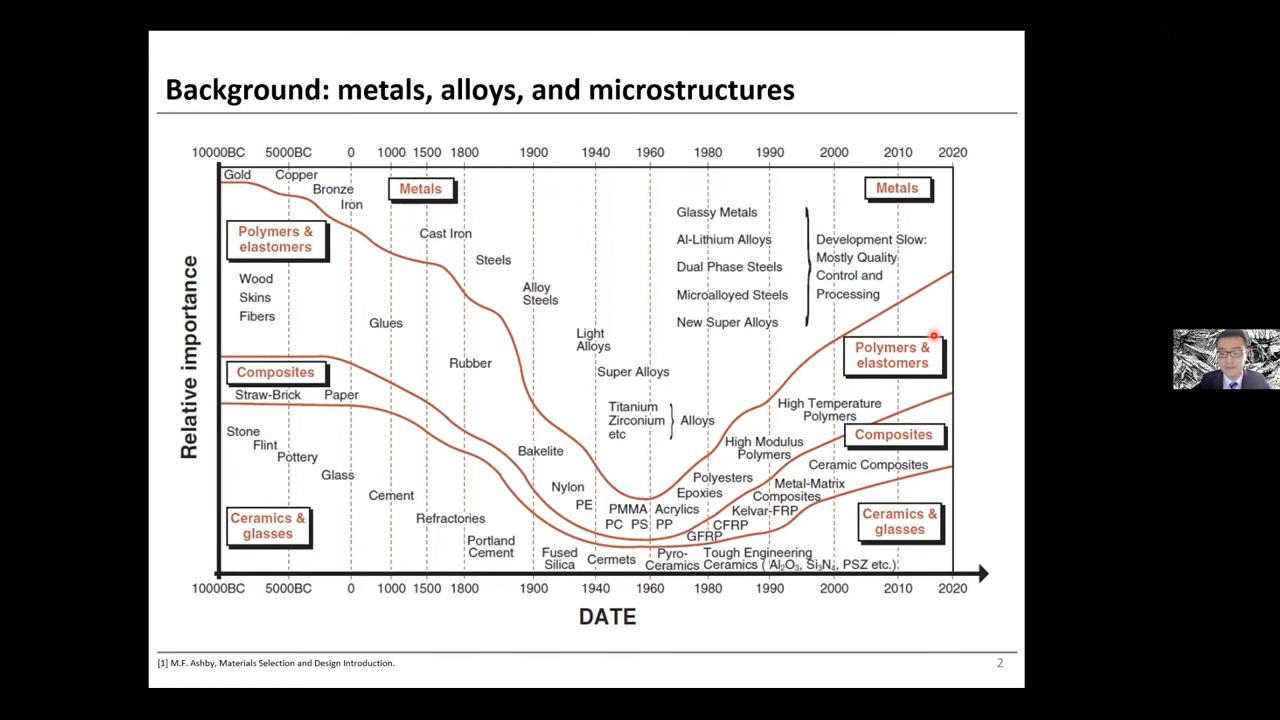 Background: metals, alloys, and microstructures
10000BC 5000BC 0 1000 1500 1800 1900 1940 1960 1980 1990 2000 2010 2020
Gold
Copper
Bronze
Iron
Metals
Metals
Polymers &
elastomers
Wood
Skins
Fibers
Cast Iron
Steels
Alloy
Steels
Glues
Light
Alloys
Rubber
Super Alloys
Titanium
Zirconium
etc
Alloys
Glassy Metals
Al-Lithium Alloys
Dual Phase Steels
Microalloyed Steels
New Super Alloys
Development Slow:
Mostly Quality
Control and
Processing
Polymers &
elastomers
Composites
Straw-Brick
Paper
Stone
Flint
Pottery
Glass
Cement
Refractories
Portland
Cement
Ceramics &
glasses
Bakelite
Nylon
PE
PMMA Acrylics
PC PS PP
Fused
Silica
Cermets
Pyro-
Ceramics
High Temperature
Polymers
High Modulus
Polymers
Polyesters
Epoxies
Composites
Ceramic Composites
Metal-Matrix
Composites
Kelvar-FRP
CFRP
GFRP
Ceramics &
glasses
Tough Engineering
Ceramics ( Al₂O₃, Si₃N₄, PSZ etc.)
10000BC 5000BC 0 1000 1500 1800 1900 1940 1960 1980 1990 2000 2010 2020
Relative importance
DATE
[1] M.F. Ashby, Materials Selection and Design Introduction.
2